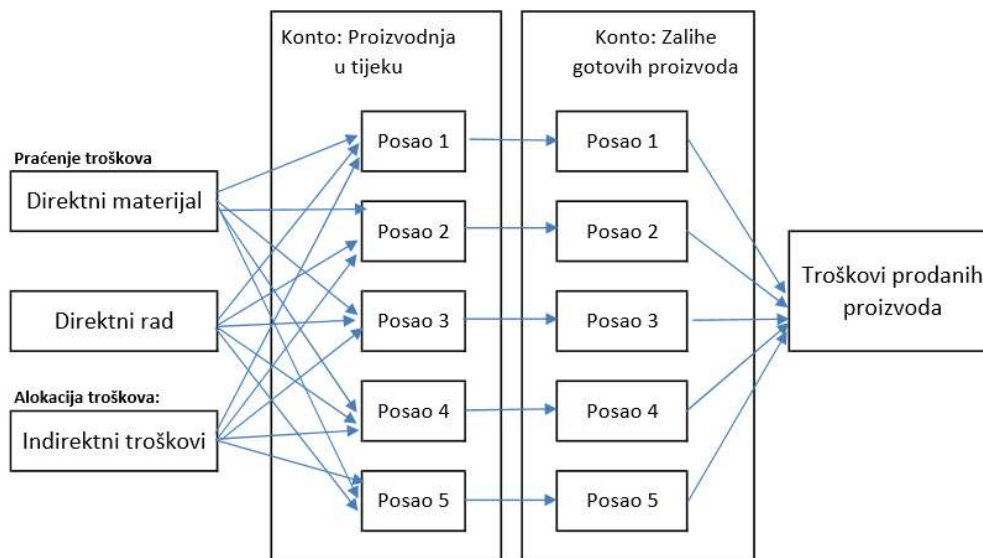 Konto: Proizvodnja
u tijeku
Konto: Zalihe
gotovih proizvoda
Praćenje troškova
Direktni materijal
Direktni rad
Alokacija troškova:
Indirektni troškovi
Posao 1
Posao 2
Posao 3
Posao 4
Posao 5
Posao 1
Posao 2
Posao 3
Posao 4
Posao 5
Troškovi prodanih
proizvoda